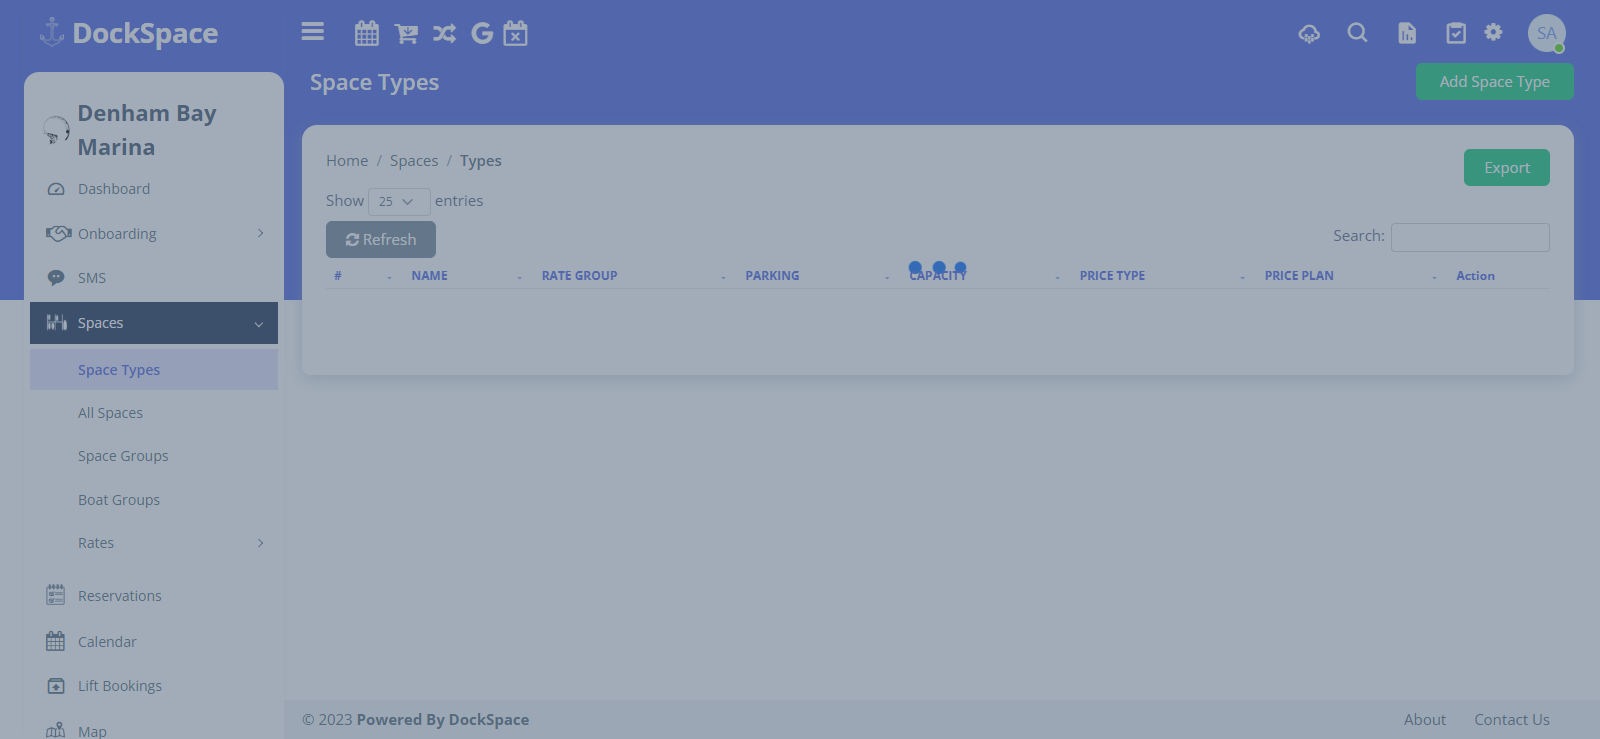 DockSpace
SA
Space Types
Add Space Type
Denham Bay
Marina
Dashboard
Onboarding
SMS
Spaces
Space Types
All Spaces
Space Groups
Boat Groups
Rates
Reservations
Calendar
Lift Bookings
Map
Home / Spaces / Types
Export
Show 25 entries
Refresh
Search:
# NAME RATE GROUP PARKING CAPACITY PRICE TYPE PRICE PLAN Action
© 2023 Powered By DockSpace
About Contact Us